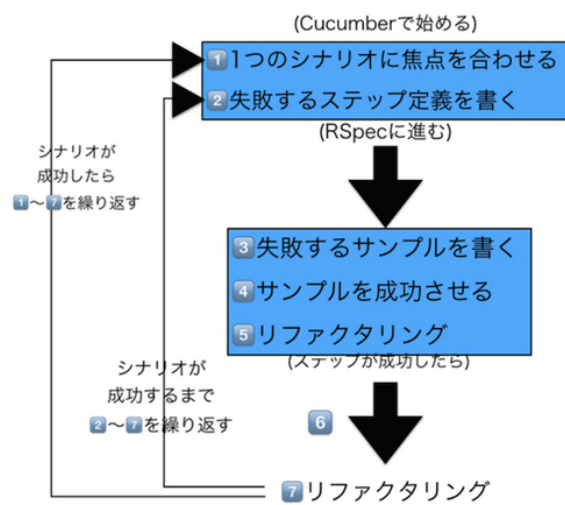 (Cucumberで始める)
1 1つのシナリオに焦点を合わせる
2 失敗するステップ定義を書く
(RSpecに進む)
シナリオが
成功したら
1〜7を繰り返す
3 失敗するサンプルを書く
4 サンプルを成功させる
5 リファクタリング
(ステップが成功したら)
シナリオが
成功するまで
2〜7を繰り返す
6
7 リファクタリング